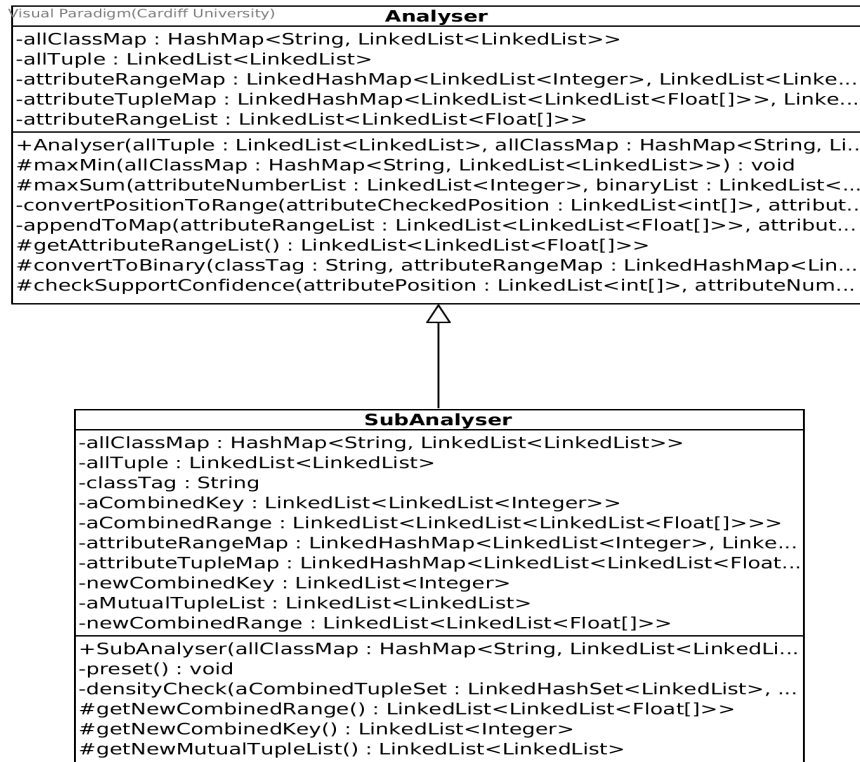 Visual Paradigm(Cardiff University)
Analyser
-allClassMap : HashMap<String, LinkedList<LinkedList>>
-allTuple : LinkedList<LinkedList>
-attributeRangeMap : LinkedHashMap<LinkedList<Integer>, LinkedList<Linke...
-attributeTupleMap : LinkedHashMap<LinkedList<LinkedList<Float[]>>, Linke...
-attributeRangeList : LinkedList<LinkedList<Float[]>>
+Analyser(allTuple : LinkedList<LinkedList>, allClassMap : HashMap<String, Li...
#maxMin(allClassMap : HashMap<String, LinkedList<LinkedList>>) : void
#maxSum(attributeNumberList : LinkedList<Integer>, binaryList : LinkedList<...
-convertPositionToRange(attributeCheckedPosition : LinkedList<int[]>, attribut...
-appendToMap(attributeRangeList : LinkedList<LinkedList<Float[]>>, attribut...
#getAttributeRangeList() : LinkedList<LinkedList<Float[]>>
#convertToBinary(classTag : String, attributeRangeMap : LinkedHashMap<Lin...
#checkSupportConfidence(attributePosition : LinkedList<int[]>, attributeNum...
SubAnalyser
-allClassMap : HashMap<String, LinkedList<LinkedList>>
-allTuple : LinkedList<LinkedList>
-classTag : String
-aCombinedKey : LinkedList<LinkedList<Integer>>
-aCombinedRange : LinkedList<LinkedList<LinkedList<Float[]>>>
-attributeRangeMap : LinkedHashMap<LinkedList<Integer>, Linke...
-attributeTupleMap : LinkedHashMap<LinkedList<LinkedList<Float...
-newCombinedKey : LinkedList<Integer>
-aMutualTupleList : LinkedList<LinkedList>
-newCombinedRange : LinkedList<LinkedList<Float[]>>
+SubAnalyser(allClassMap : HashMap<String, LinkedList<LinkedLi...
-preset() : void
-densityCheck(aCombinedTupleSet : LinkedHashSet<LinkedList>, ...
#getNewCombinedRange() : LinkedList<LinkedList<Float[]>>
#getNewCombinedKey() : LinkedList<Integer>
#getNewMutualTupleList() : LinkedList<LinkedList>